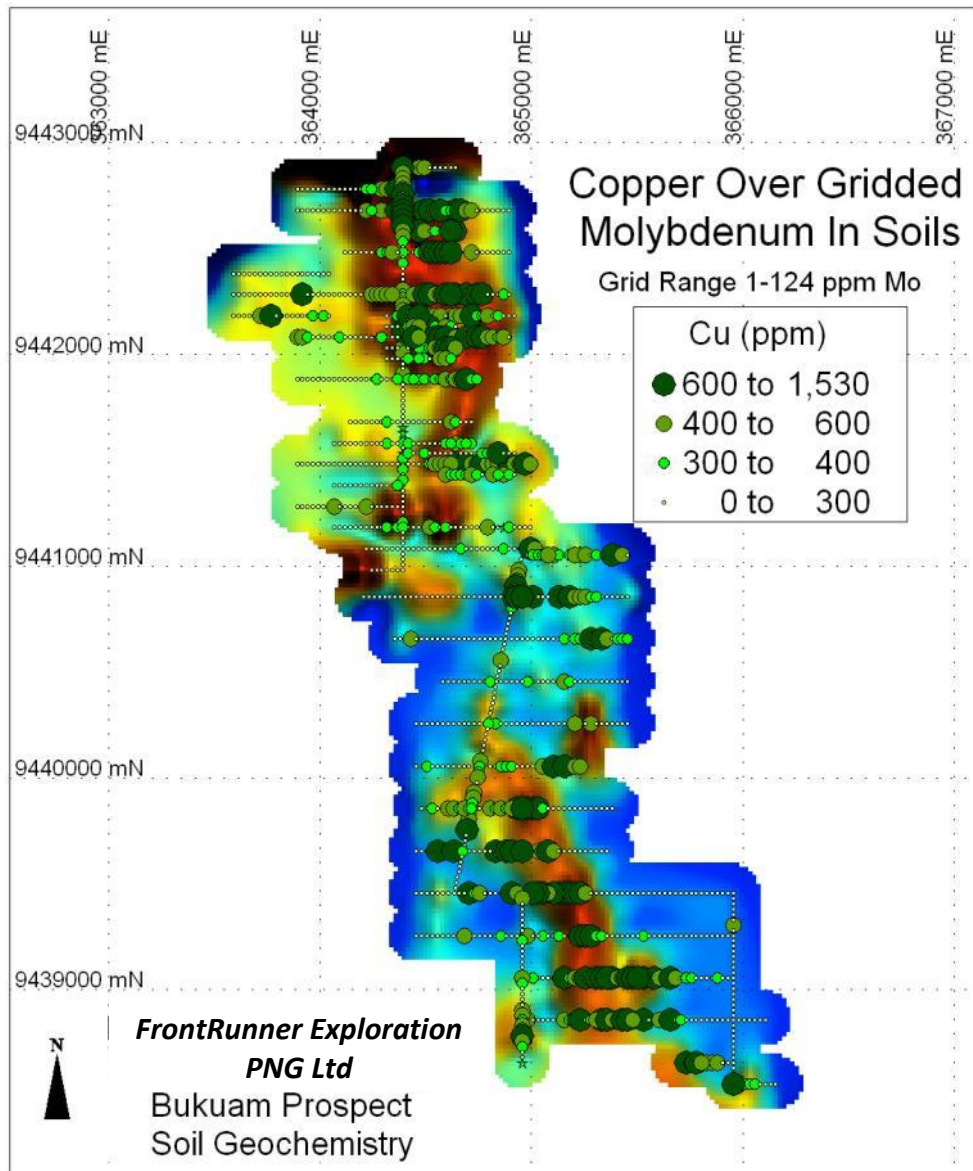 363000 mE
364000 mE
365000 mE
366000 mE
367000 mE
9443000 mN
Copper Over Gridded
Molybdenum In Soils
Grid Range 1-124 ppm Mo
Cu (ppm)
600 to 1,530
400 to 600
300 to 400
0 to 300
9442000 mN
9441000 mN
9440000 mN
9439000 mN
N
FrontRunner Exploration
PNG Ltd
Bukuam Prospect
Soil Geochemistry